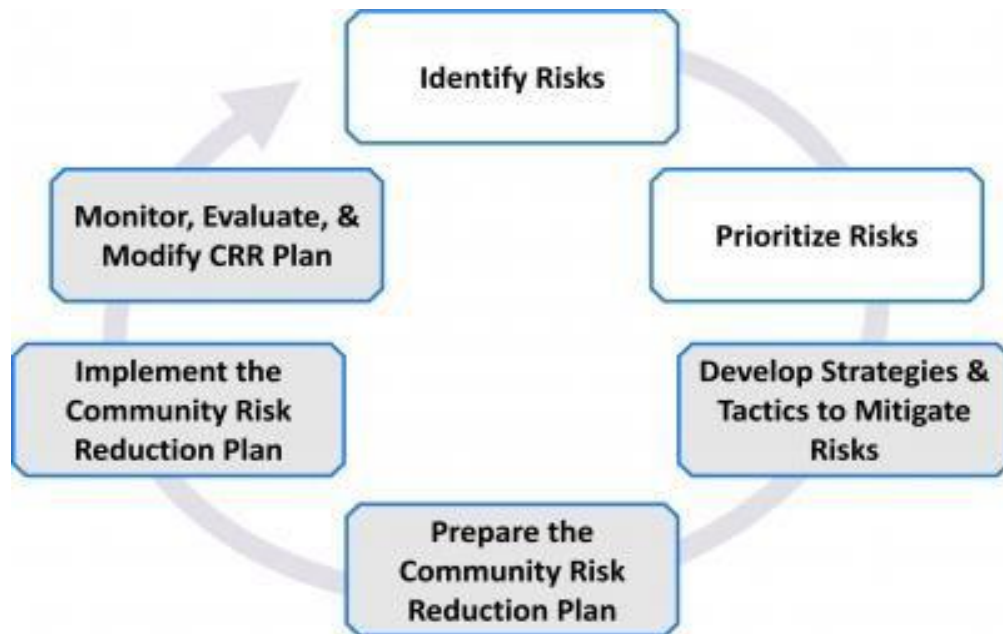 Identify Risks
Prioritize Risks
Develop Strategies &
Tactics to Mitigate
Risks
Prepare the
Community Risk
Reduction Plan
Implement the
Community Risk
Reduction Plan
Monitor, Evaluate, &
Modify CRR Plan